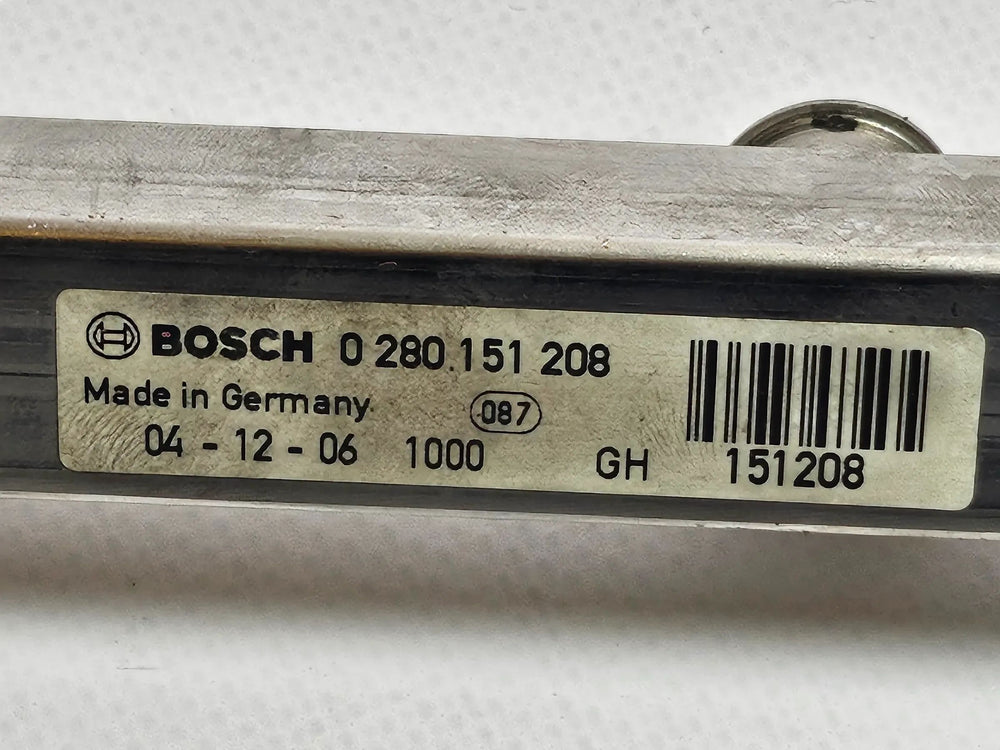 BOSCH 0 280 151 208
Made in Germany 087
04 - 12 - 06 1000 GH 151208